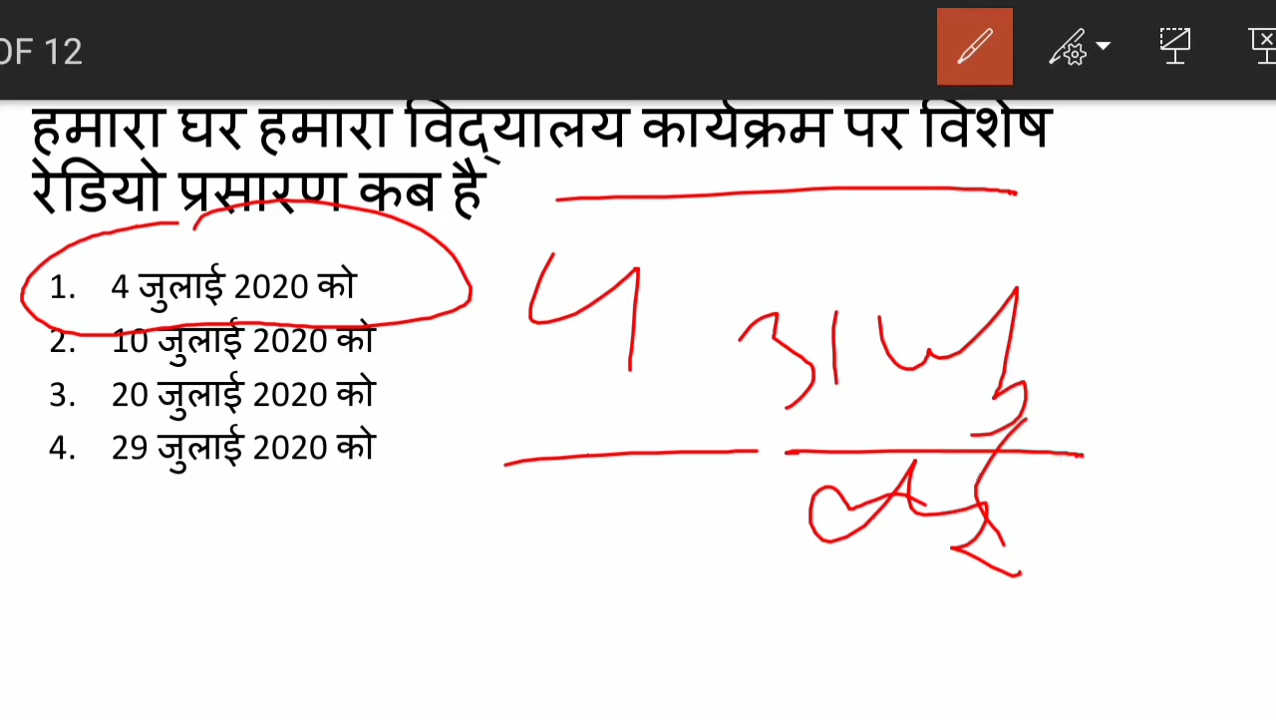 OF 12
हमारा घर हमारा विद्यालय कार्यक्रम पर विशेष
रेडियो प्रसारण कब है
1. 4 जुलाई 2020 को
2. 10 जुलाई 2020 को
3. 20 जुलाई 2020 को
4. 29 जुलाई 2020 को